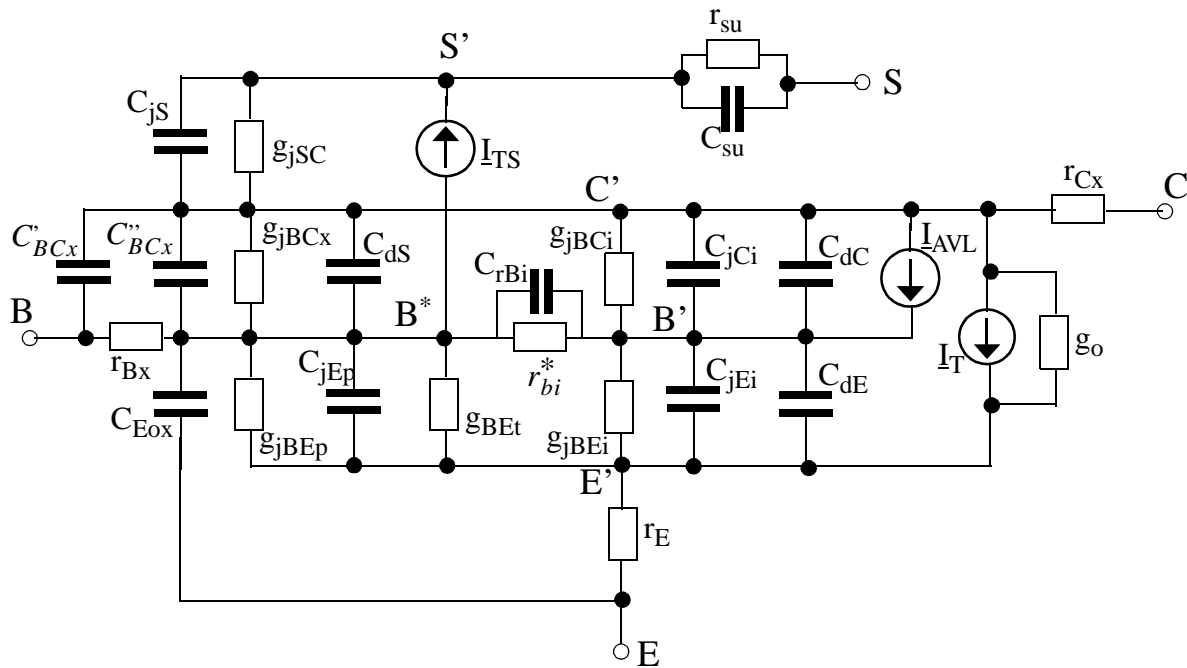 r_su
S'
S
C_jS
C_su
g_jSC
I_TS
r_Cx
C'
C
C'_BCx
C''_BCx
g_jBCx
C_dS
g_jBCi
C_jCi
C_dC
I_AVL
C_rBi
B
B*
B'
r_Bx
C_jEp
r*_bi
C_jEi
C_dE
I_T
g_o
C_Eox
g_jBEp
g_BEt
g_jBEi
E'
r_E
E